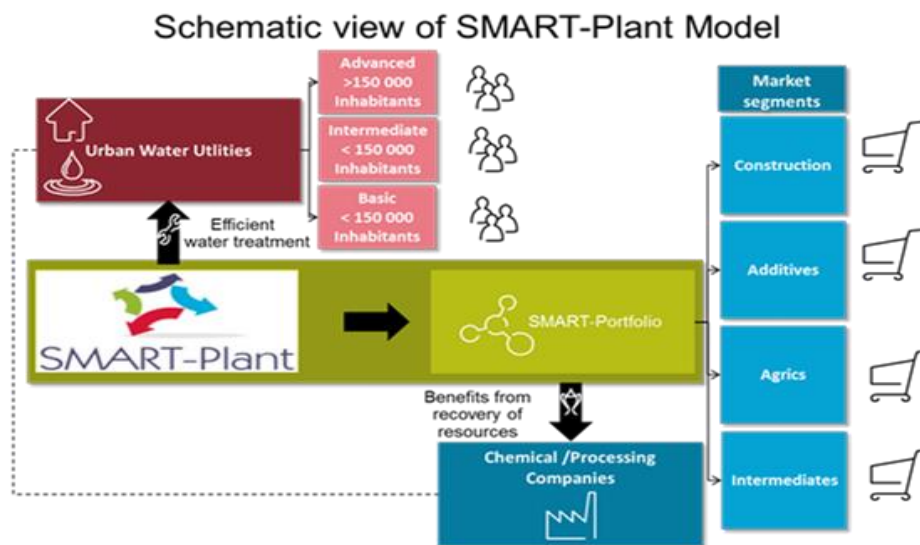 Schematic view of SMART-Plant Model
Advanced
>150 000
Inhabitants
Market
segments
Urban Water Utlities
Intermediate
< 150 000
Inhabitants
Construction
Basic
< 150 000
Inhabitants
Efficient
water treatment
Additives
SMART-Plant
SMART-Portfolio
Agrics
Benefits from
recovery of
resources
Chemical /Processing
Companies
Intermediates